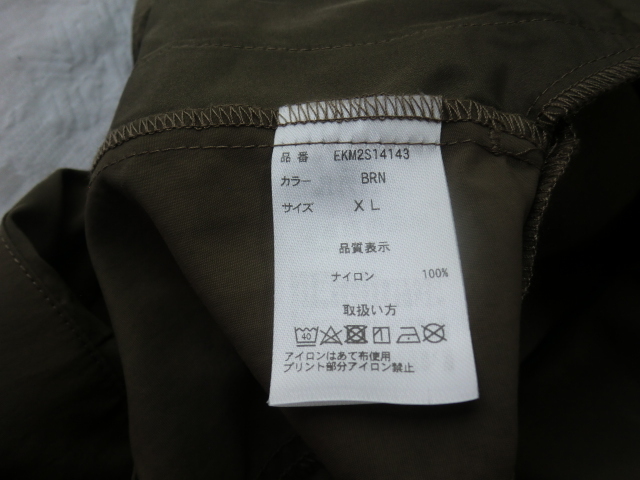 品番 EKM2S14143
カラー BRN
サイズ XL
品質表示
ナイロン 100%
取扱い方
40
アイロンはあて布使用
プリント部分アイロン禁止